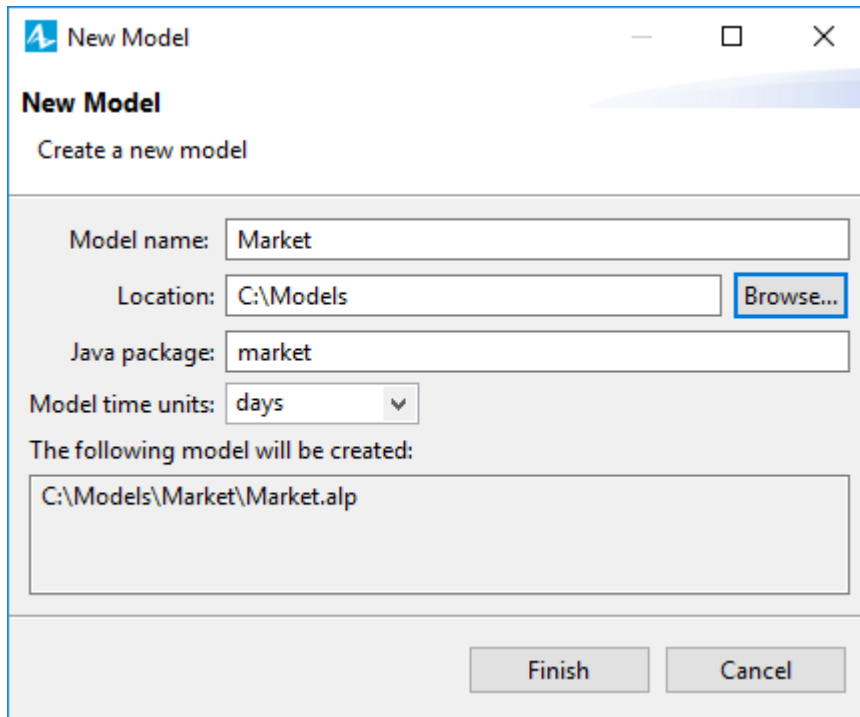 New Model
New Model
Create a new model
Model name: Market
Location: C:\Models Browse...
Java package: market
Model time units: days
The following model will be created:
C:\Models\Market\Market.alp
Finish Cancel